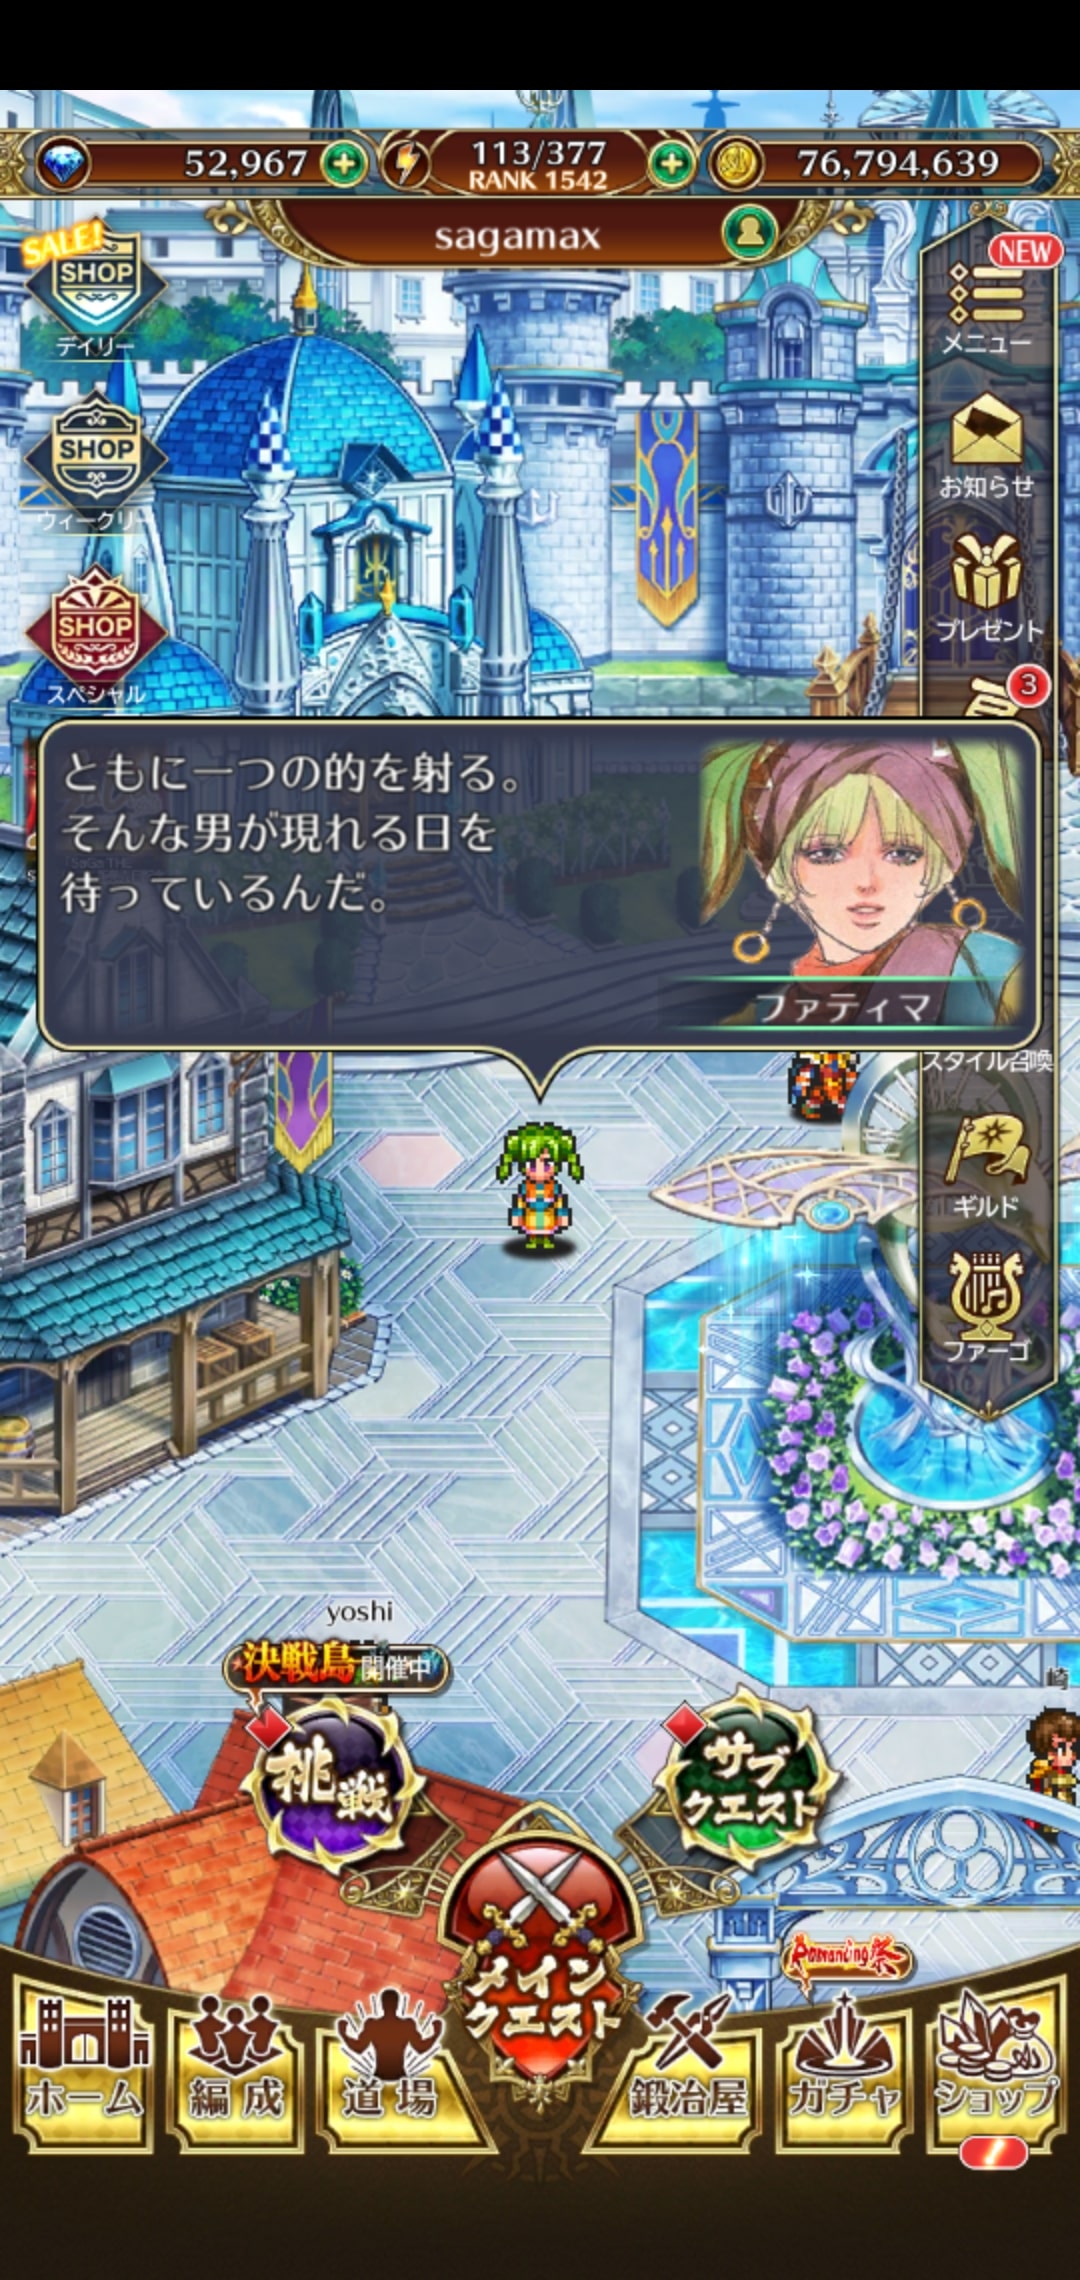 52,967
113/377
RANK 1542
76,794,639
sagamax
SALE!
SHOP
デイリー
NEW
メニュー
SHOP
ウィークリー
お知らせ
SHOP
スペシャル
プレゼント
3
ともに一つの的を射る。
そんな男が現れる日を
待っているんだ。
ファティマ
スタイル召喚
ギルド
ファーゴ
yoshi
決戦島 開催中
崎
挑戦
サブ
クエスト
Romancing祭
メイン
クエスト
ホーム
編成
道場
鍛冶屋
ガチャ
ショップ